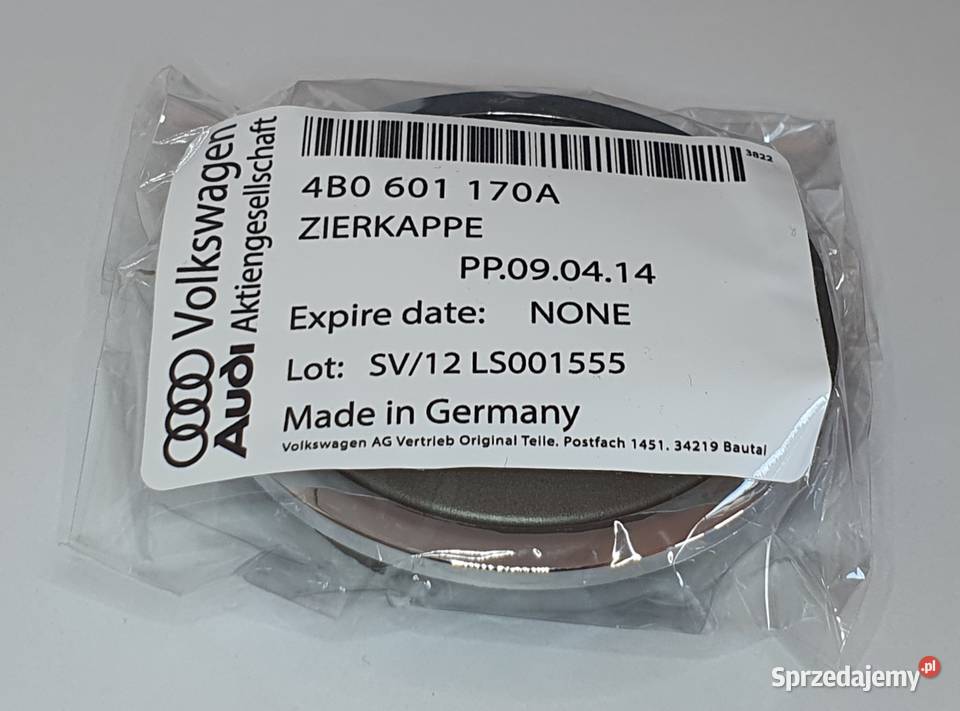 Volkswagen
AUDI Aktiengesellschaft
3822
4B0 601 170A
ZIERKAPPE
PP.09.04.14
Expire date: NONE
Lot: SV/12 LS001555
Made in Germany
Volkswagen AG Vertrieb Original Teile. Postfach 1451. 34219 Bautal
Sprzedajemy.pl